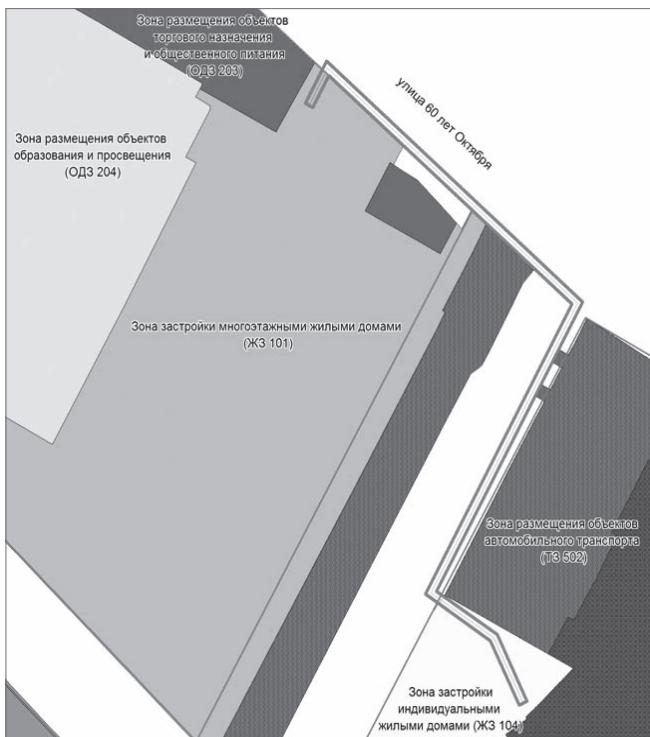 Зона размещения объектов
торгового назначения
и общественного питания
(ОДЗ 203)
улица 60 лет Октября
Зона размещения объектов
образования и просвещения
(ОДЗ 204)
Зона застройки многоэтажными жилыми домами
(ЖЗ 101)
Зона размещения объектов
автомобильного транспорта
(ТЗ 502)
Зона застройки
индивидуальными
жилыми домами (ЖЗ 104)